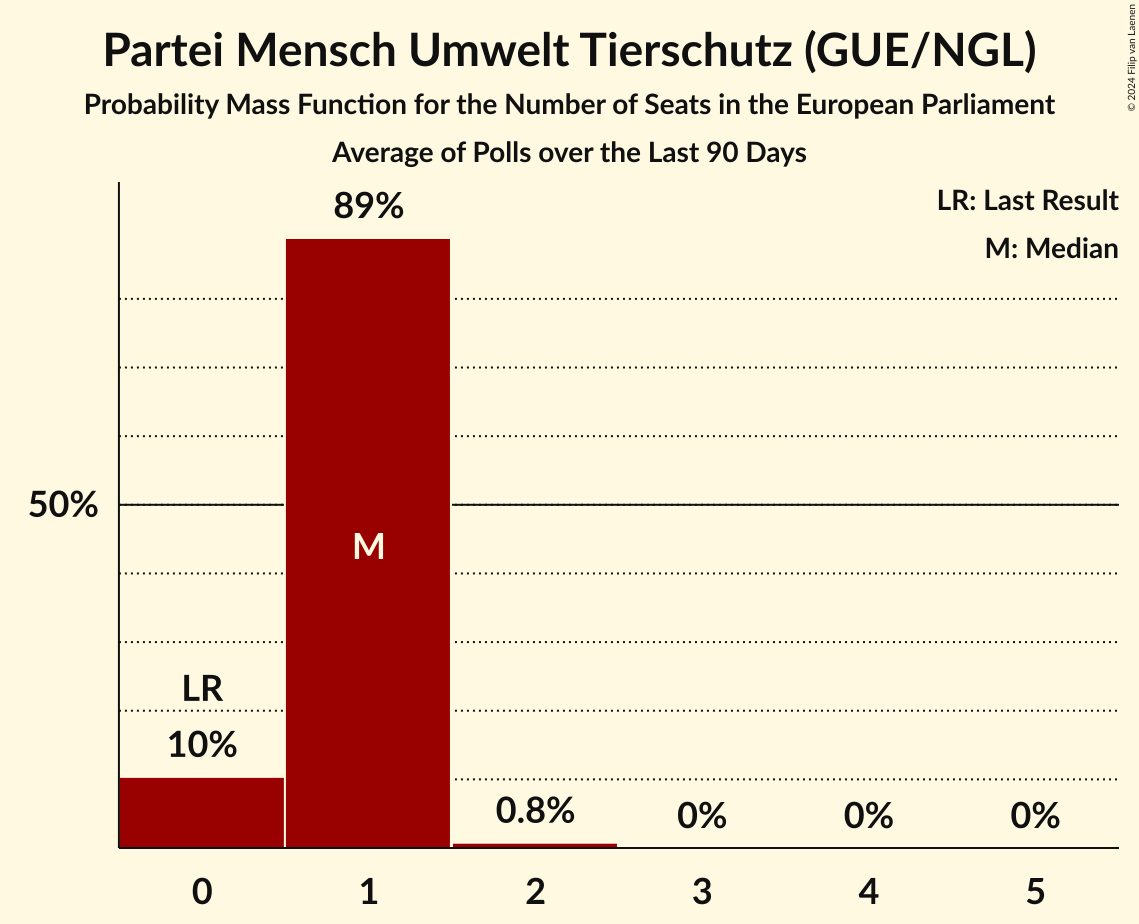 Partei Mensch Umwelt Tierschutz (GUE/NGL)
Probability Mass Function for the Number of Seats in the European Parliament
Average of Polls over the Last 90 Days
© 2024 Filip van Laenen
LR: Last Result
M: Median
89%
50%
M
LR
10%
0.8%
0%
0%
0%
0
1
2
3
4
5